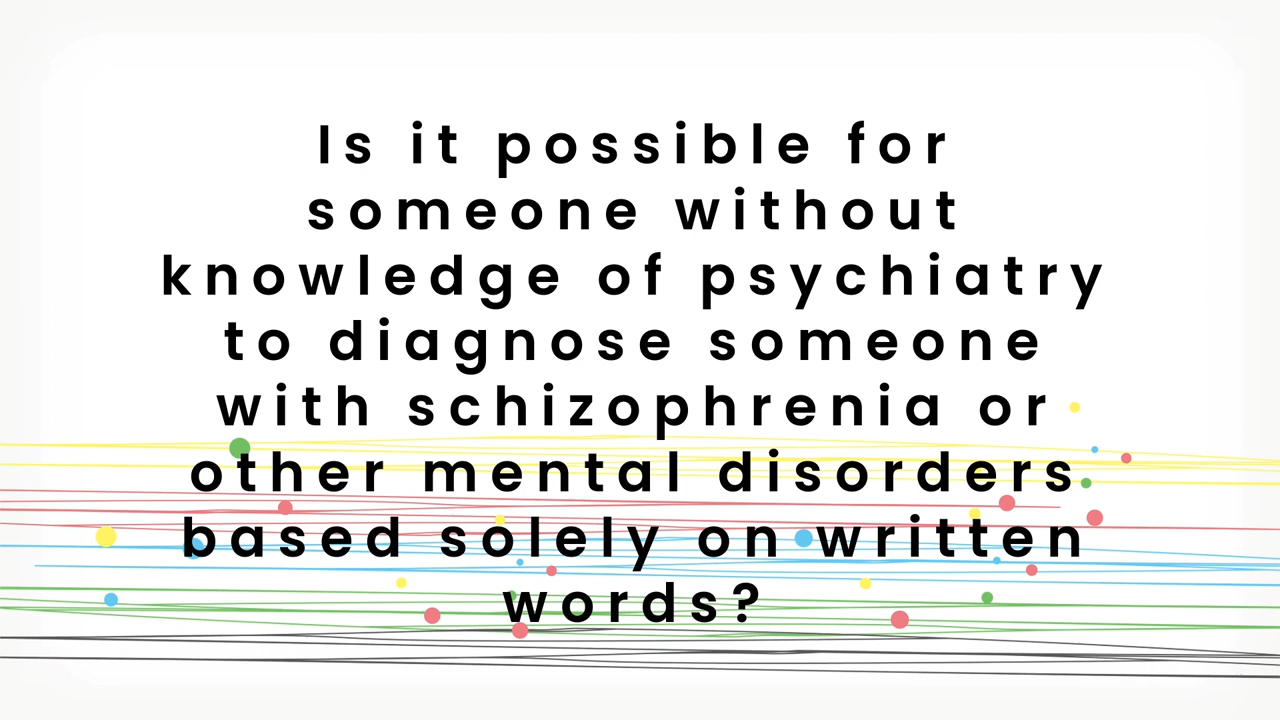 Is it possible for
someone without
knowledge of psychiatry
to diagnose someone
with schizophrenia or
other mental disorders
based solely on written
words?